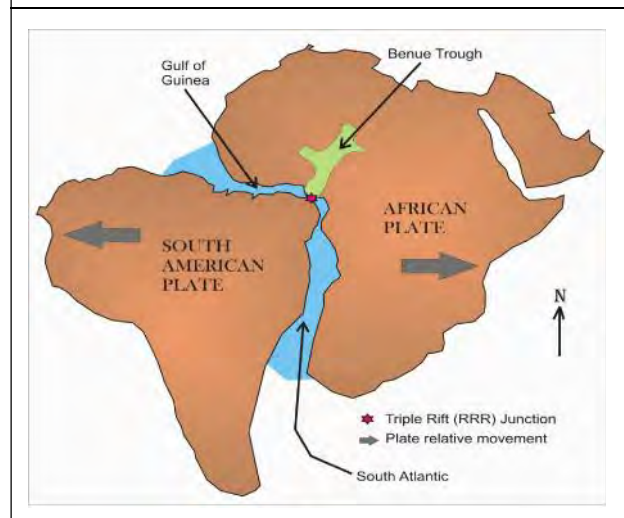 Gulf of
Guinea
Benue Trough
AFRICAN
PLATE
SOUTH
AMERICAN
PLATE
N
Triple Rift (RRR) Junction
Plate relative movement
South Atlantic